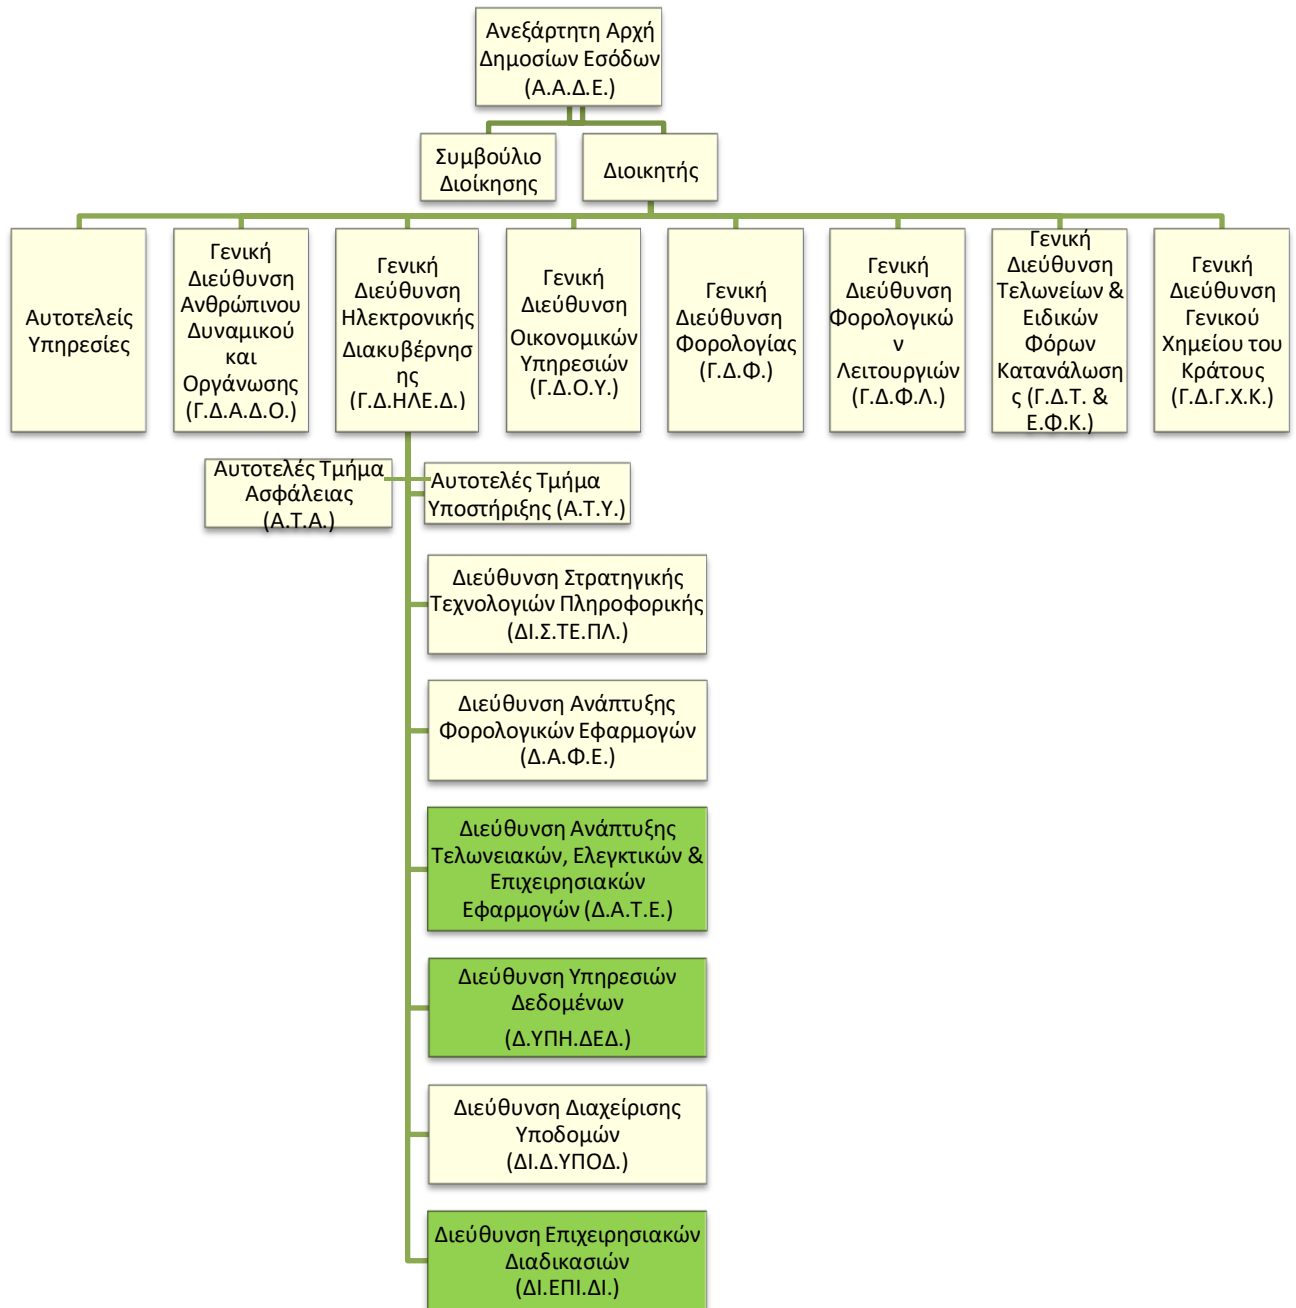 Ανεξάρτητη Αρχή
Δημοσίων Εσόδων
(Α.Α.Δ.Ε.)
Συμβούλιο
Διοίκησης
Διοικητής
Αυτοτελείς
Υπηρεσίες
Γενική
Διεύθυνση
Ανθρώπινου
Δυναμικού
και
Οργάνωσης
(Γ.Δ.Α.Δ.Ο.)
Γενική
Διεύθυνση
Ηλεκτρονικής
Διακυβέρνησ
ης
(Γ.Δ.ΗΛΕ.Δ.)
Γενική
Διεύθυνση
Οικονομικών
Υπηρεσιών
(Γ.Δ.Ο.Υ.)
Γενική
Διεύθυνση
Φορολογίας
(Γ.Δ.Φ.)
Γενική
Διεύθυνση
Φορολογικώ
ν
Λειτουργιών
(Γ.Δ.Φ.Λ.)
Γενική
Διεύθυνση
Τελωνείων &
Ειδικών
Φόρων
Κατανάλωση
ς (Γ.Δ.Τ. &
Ε.Φ.Κ.)
Γενική
Διεύθυνση
Γενικού
Χημείου του
Κράτους
(Γ.Δ.Γ.Χ.Κ.)
Αυτοτελές Τμήμα
Ασφάλειας
(Α.Τ.Α.)
Αυτοτελές Τμήμα
Υποστήριξης (Α.Τ.Υ.)
Διεύθυνση Στρατηγικής
Τεχνολογιών Πληροφορικής
(ΔΙ.Σ.ΤΕ.ΠΛ.)
Διεύθυνση Ανάπτυξης
Φορολογικών Εφαρμογών
(Δ.Α.Φ.Ε.)
Διεύθυνση Ανάπτυξης
Τελωνειακών, Ελεγκτικών &
Επιχειρησιακών
Εφαρμογών (Δ.Α.Τ.Ε.)
Διεύθυνση Υπηρεσιών
Δεδομένων
(Δ.ΥΠΗ.ΔΕΔ.)
Διεύθυνση Διαχείρισης
Υποδομών
(ΔΙ.Δ.ΥΠΟΔ.)
Διεύθυνση Επιχειρησιακών
Διαδικασιών
(ΔΙ.ΕΠΙ.ΔΙ.)